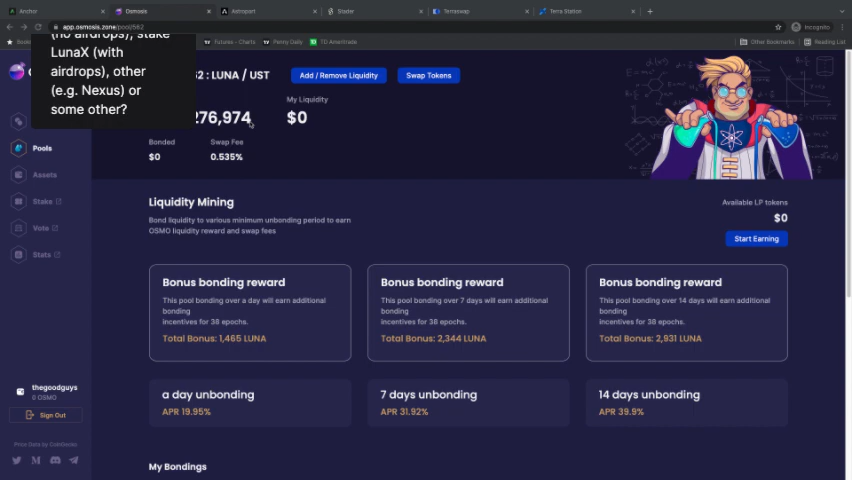 Anchor
Osmosis
Astroport
Stader
Terraswap
Terra Station
app.osmosis.zone/pool/562
Incognito
Futures – Charts
Penny Daily
TD Ameritrade
Other Bookmarks
Reading List
(no airdrops), stake
LunaX (with
airdrops), other
(e.g. Nexus) or
some other?
: LUNA / UST
Add / Remove Liquidity
Swap Tokens
My Liquidity
276,974
$0
Bonded
Swap Fee
$0
0.535%
Pools
Assets
Stake
Vote
Stats
Liquidity Mining
Bond liquidity to various minimum unbonding period to earn
OSMO liquidity reward and swap fees
Available LP tokens
$0
Start Earning
Bonus bonding reward
This pool bonding over a day will earn additional
bonding
incentives for 38 epochs.
Total Bonus: 1,465 LUNA
Bonus bonding reward
This pool bonding over 7 days will earn additional
bonding
incentives for 38 epochs.
Total Bonus: 2,344 LUNA
Bonus bonding reward
This pool bonding over 14 days will earn additional
bonding
incentives for 38 epochs.
Total Bonus: 2,931 LUNA
a day unbonding
APR 19.95%
7 days unbonding
APR 31.92%
14 days unbonding
APR 39.9%
thegoodguys
0 OSMO
Sign Out
Price Data by CoinGecko
My Bondings